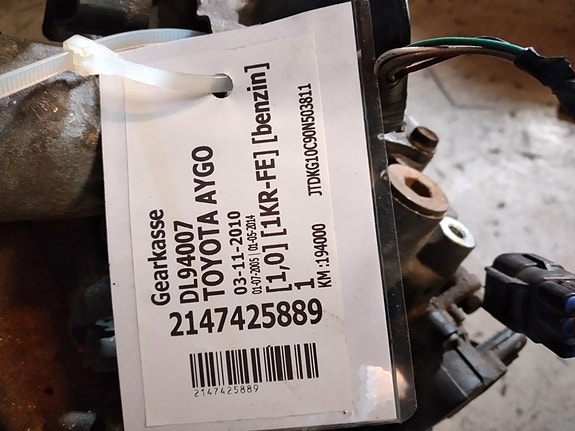 Gearkasse
DL94007
TOYOTA AYGO
03-11-2010
01-07-2005 | 01-05-2014
[1,0] [1KR-FE] [benzin]
1
KM :194000 JTDKG10C90N503811
2147425889
2147425889